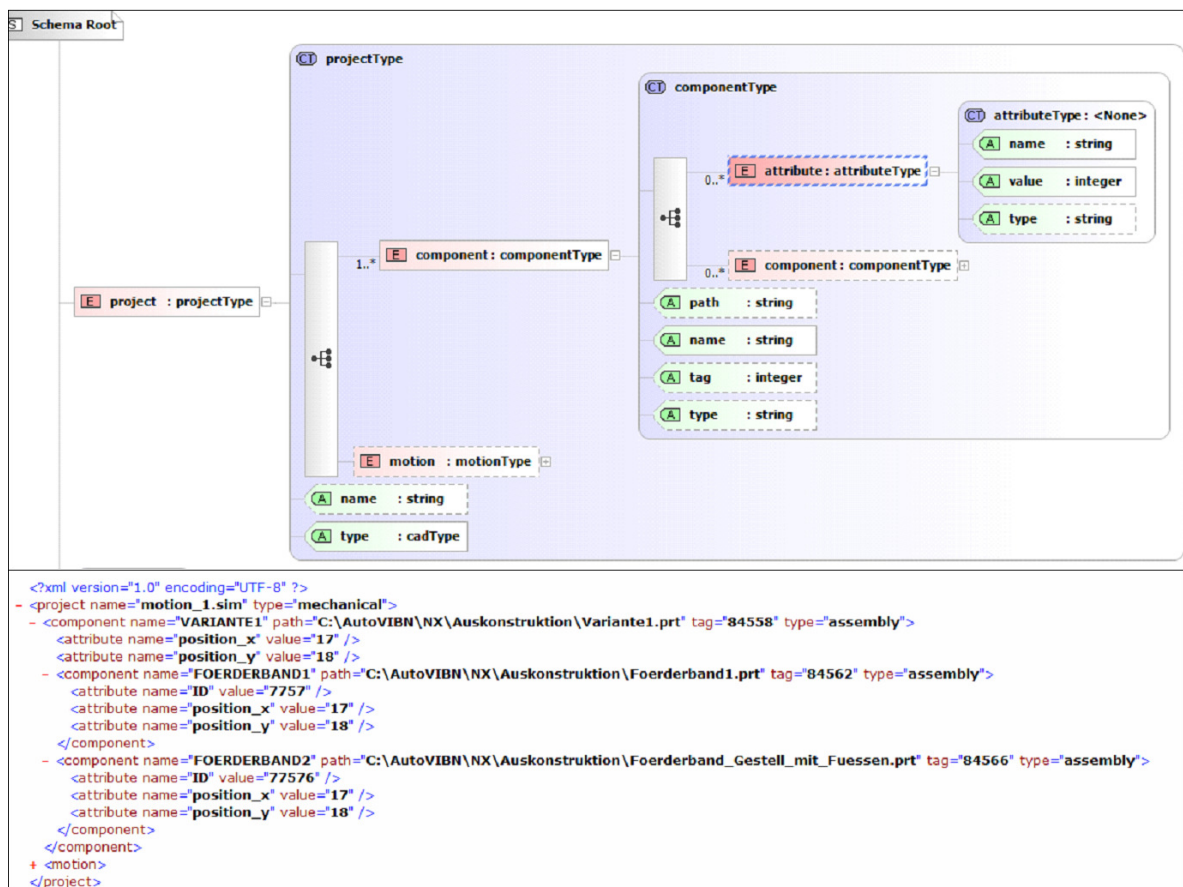 S Schema Root
CT projectType
CT componentType
CT attributeType : <None>
A name : string
0..* E attribute : attributeType
A value : integer
A type : string
1..* E component : componentType
0..* E component : componentType
E project : projectType
A path : string
A name : string
A tag : integer
A type : string
E motion : motionType
A name : string
A type : cadType
<?xml version="1.0" encoding="UTF-8" ?>
- <project name="motion_1.sim" type="mechanical">
- <component name="VARIANTE1" path="C:\AutoVIBN\NX\Auskonstruktion\Variante1.prt" tag="84558" type="assembly">
<attribute name="position_x" value="17" />
<attribute name="position_y" value="18" />
- <component name="FOERDERBAND1" path="C:\AutoVIBN\NX\Auskonstruktion\Foerderband1.prt" tag="84562" type="assembly">
<attribute name="ID" value="7757" />
<attribute name="position_x" value="17" />
<attribute name="position_y" value="18" />
</component>
- <component name="FOERDERBAND2" path="C:\AutoVIBN\NX\Auskonstruktion\Foerderband_Gestell_mit_Fuessen.prt" tag="84566" type="assembly">
<attribute name="ID" value="77576" />
<attribute name="position_x" value="17" />
<attribute name="position_y" value="18" />
</component>
</component>
+ <motion>
</project>